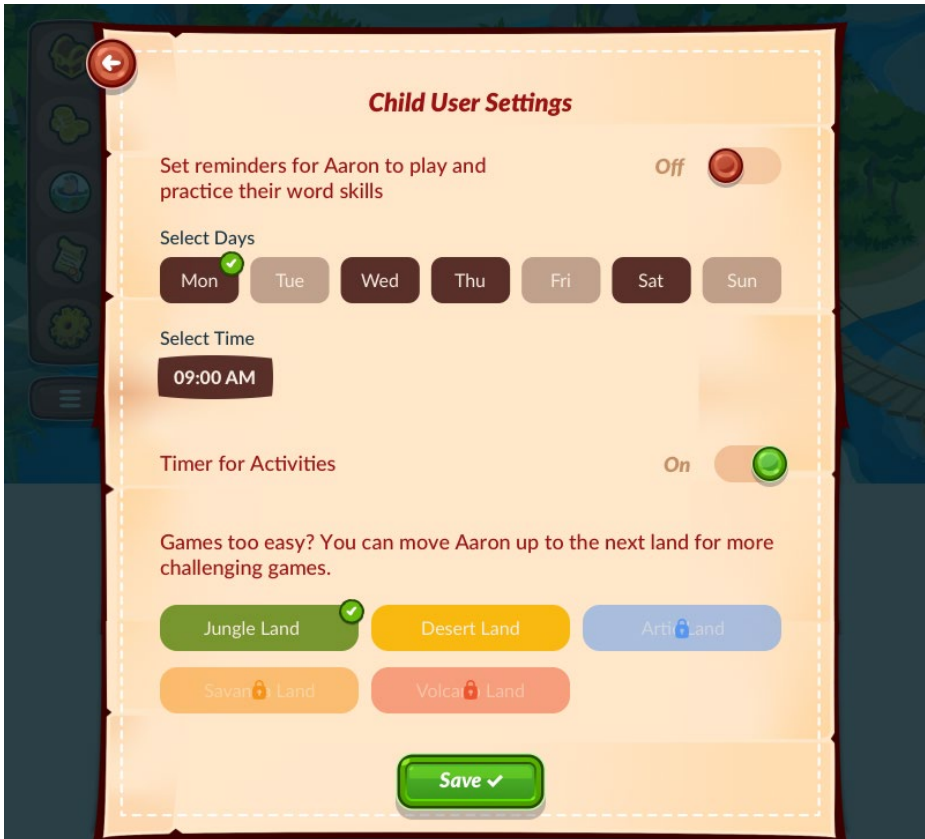 Child User Settings
Set reminders for Aaron to play and
practice their word skills
Off
Select Days
Mon Tue Wed Thu Fri Sat Sun
Select Time
09:00 AM
Timer for Activities
On
Games too easy? You can move Aaron up to the next land for more
challenging games.
Jungle Land Desert Land Land
Land Land
Save